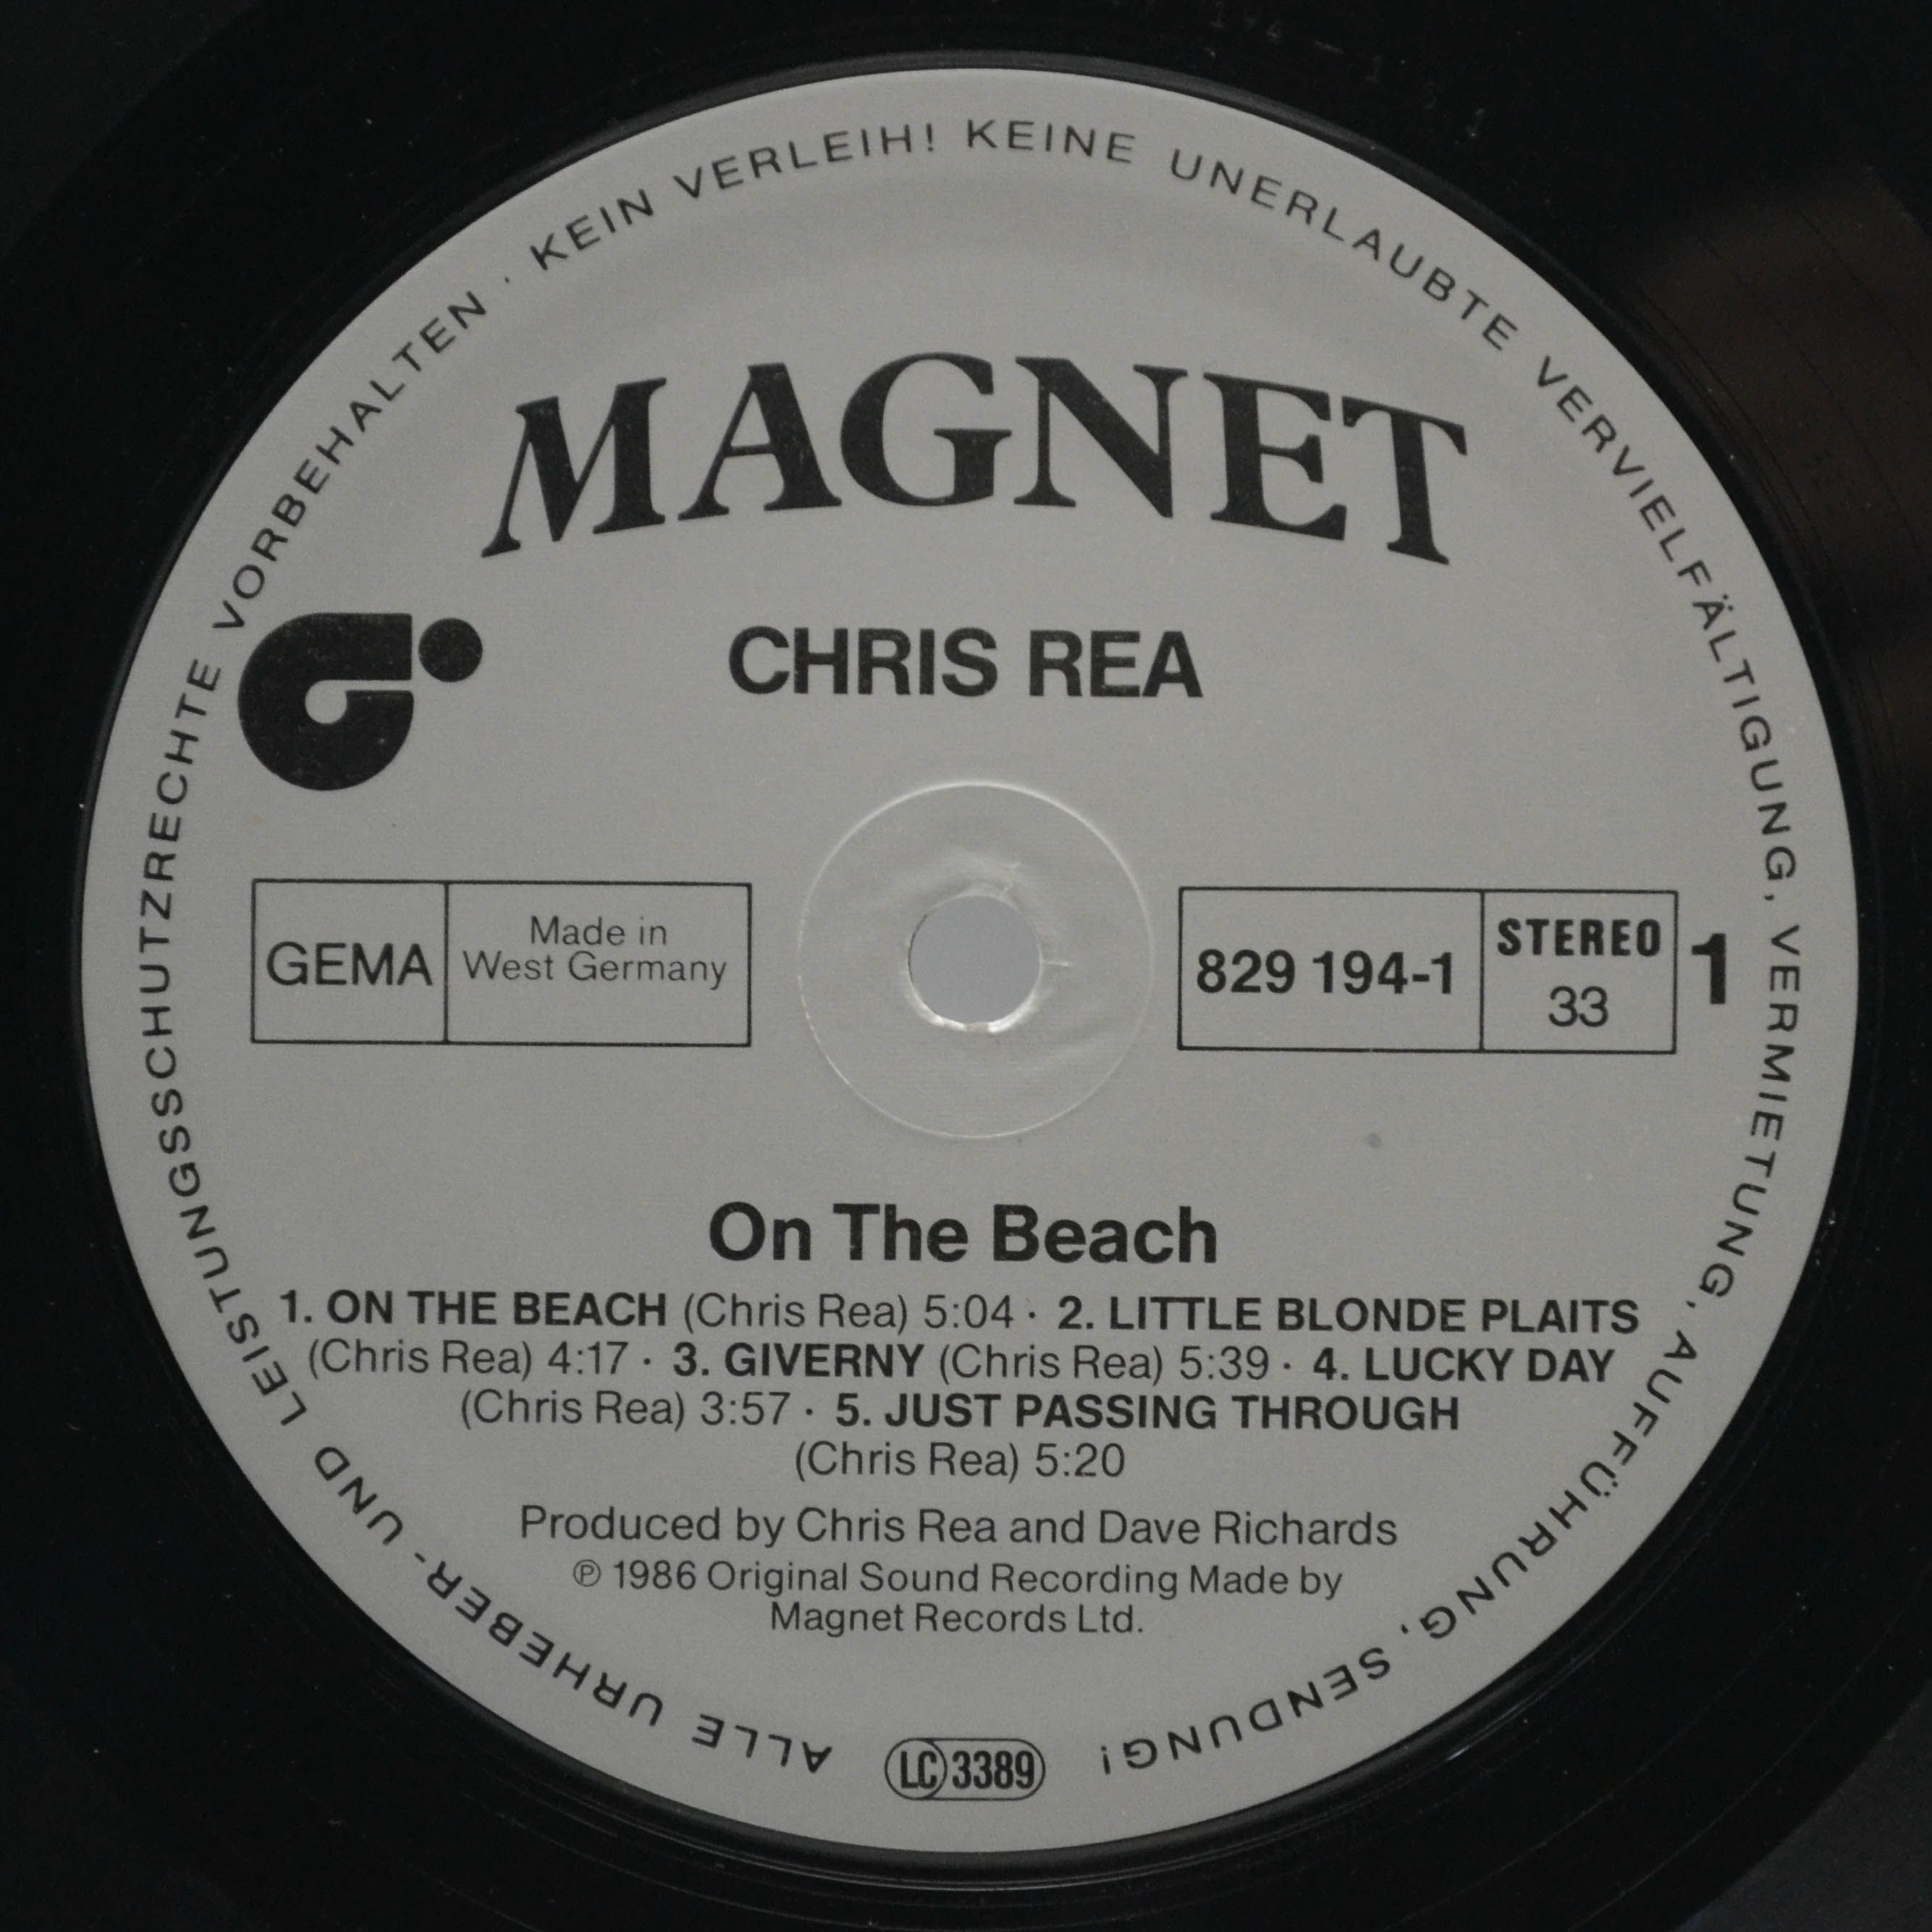 ALLE URHEBER- UND LEISTUNGSSCHUTZRECHTE VORBEHALTEN · KEIN VERLEIH! KEINE UNERLAUBTE VERVIELFÄLTIGUNG, VERMIETUNG, AUFFÜHRUNG, SENDUNG!
MAGNET
CHRIS REA
GEMA
Made in
West Germany
829 194-1
STEREO
33
1
On The Beach
1. ON THE BEACH (Chris Rea) 5:04 · 2. LITTLE BLONDE PLAITS
(Chris Rea) 4:17 · 3. GIVERNY (Chris Rea) 5:39 · 4. LUCKY DAY
(Chris Rea) 3:57 · 5. JUST PASSING THROUGH
(Chris Rea) 5:20
Produced by Chris Rea and Dave Richards
℗ 1986 Original Sound Recording Made by
Magnet Records Ltd.
LC 3389